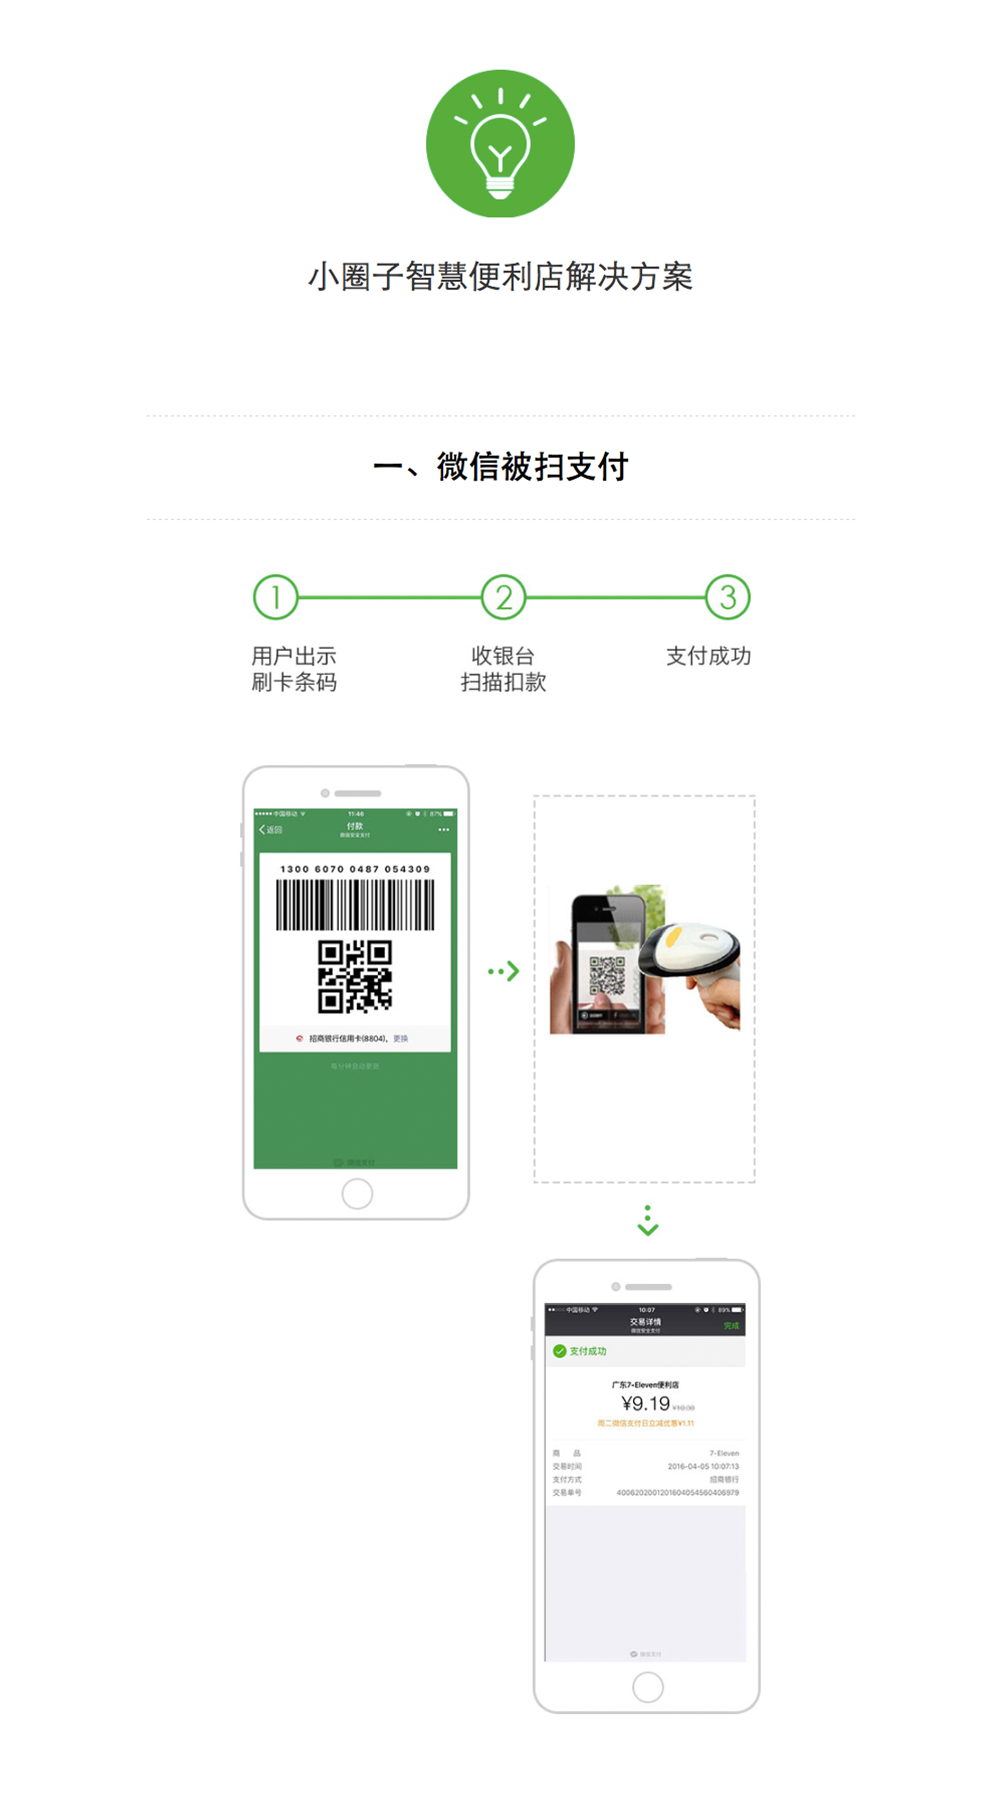 小圈子智慧便利店解决方案
一、微信被扫支付
1
2
3
用户出示
刷卡条码
收银台
扫描扣款
支付成功
中国移动
11:46
87%
返回
付款
微信安全支付
1300 6070 0487 054309
招商银行信用卡(8804)，更换
每分钟自动更新
微信支付
中国移动
10:07
89%
交易详情
微信安全支付
完成
支付成功
广东7-Eleven便利店
¥9.19 ¥10.30
周二微信支付日立减优惠¥1.11
商 品 7-Eleven
交易时间 2016-04-05 10:07:13
支付方式 招商银行
交易单号 4006202001201604054560406979
微信支付